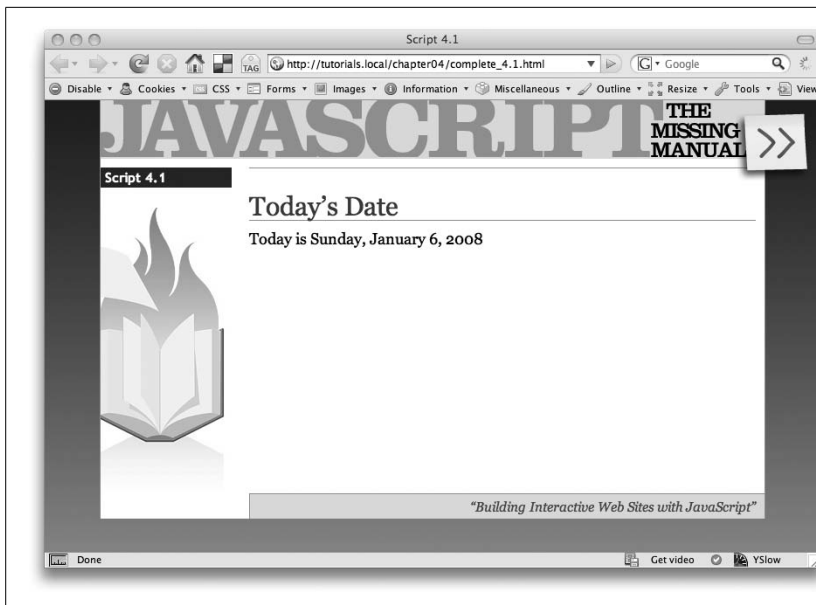 Script 4.1
TAG http://tutorials.local/chapter04/complete_4.1.html G Google
Disable Cookies CSS Forms Images Information Miscellaneous Outline Resize Tools View
JAVASCRIPT THE
MISSING
MANUAL
Script 4.1
Today's Date
Today is Sunday, January 6, 2008
“Building Interactive Web Sites with JavaScript”
Done Get video YSlow